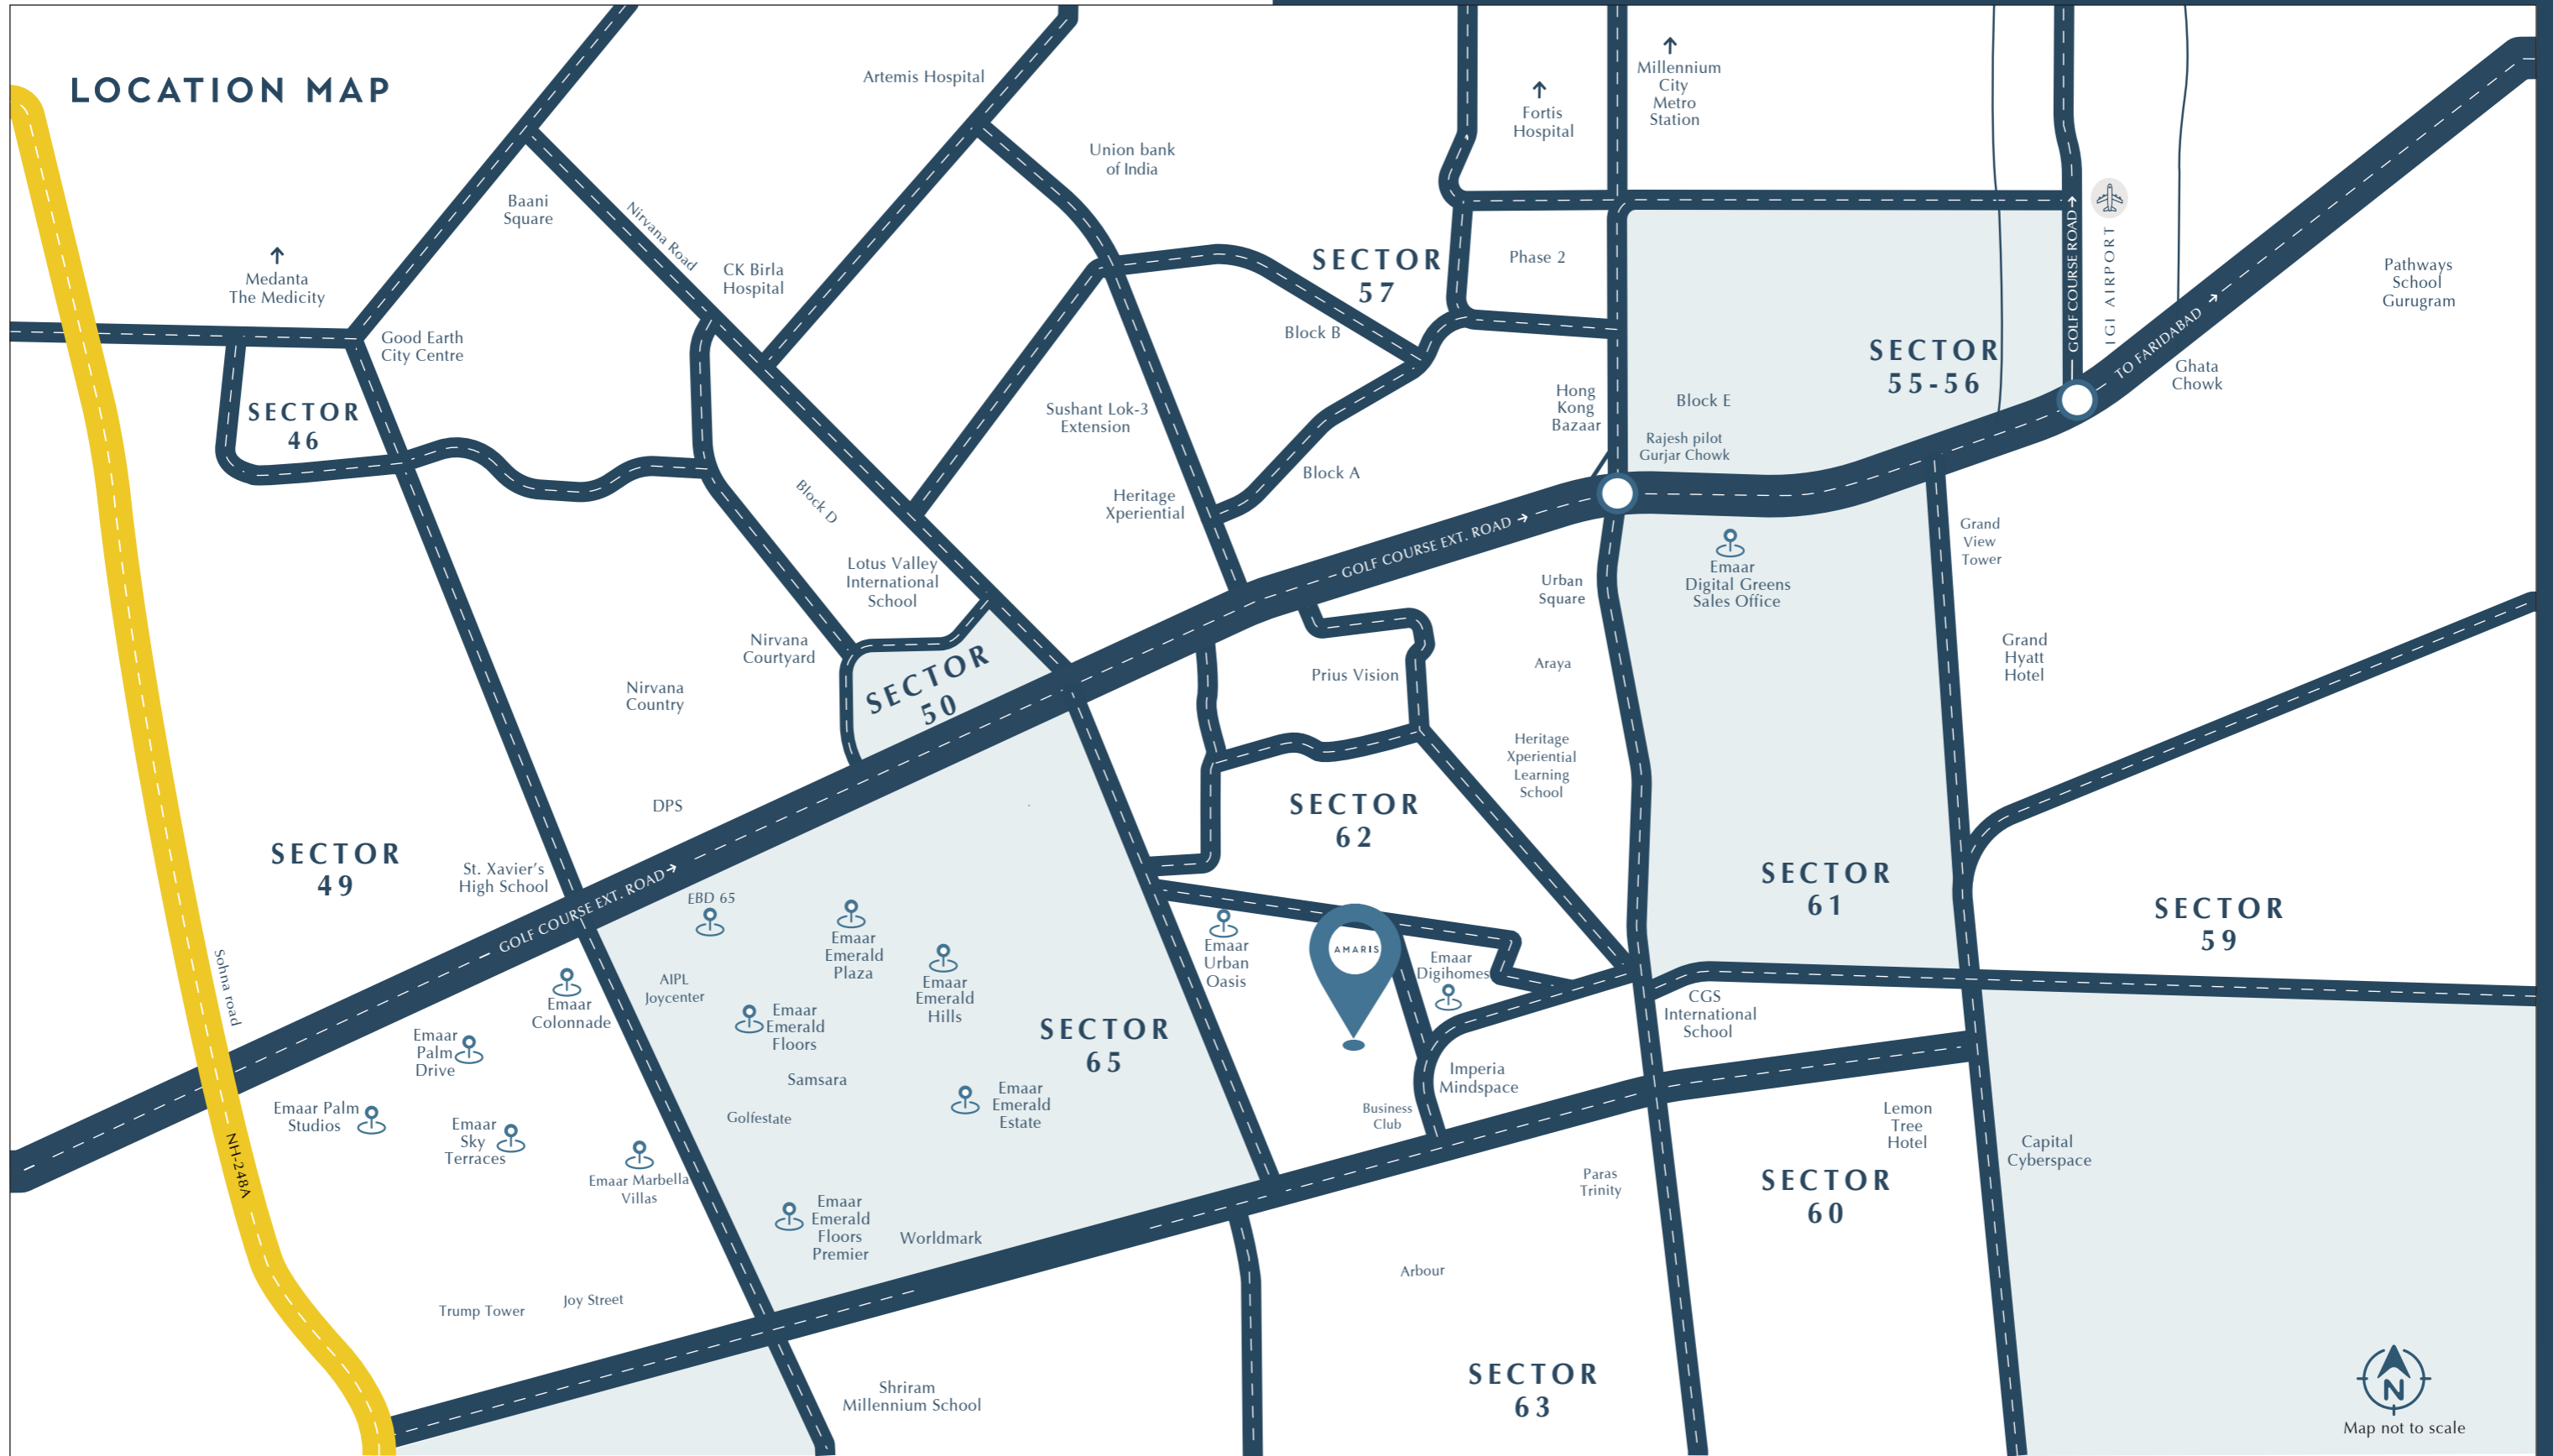 LOCATION MAP
Artemis Hospital
Millennium
City
Metro
Station
Fortis
Hospital
Union bank
of India
Baani
Square
Nirvana Road
CK Birla
Hospital
Medanta
The Medicity
Good Earth
City Centre
SECTOR
46
SECTOR
57
Phase 2
Block B
GOLF COURSE ROAD
IGI AIRPORT
TO FARIDABAD
Pathways
School
Gurugram
Ghata
Chowk
SECTOR
55-56
Block E
Hong
Kong
Bazaar
Rajesh pilot
Gurjar Chowk
Sushant Lok-3
Extension
Block A
Heritage
Xperiential
Block D
Lotus Valley
International
School
GOLF COURSE EXT. ROAD
Urban
Square
Emaar
Digital Greens
Sales Office
Grand
View
Tower
Grand
Hyatt
Hotel
Nirvana
Courtyard
SECTOR
50
Nirvana
Country
Prius Vision
Araya
Heritage
Xperiential
Learning
School
DPS
SECTOR
62
SECTOR
49
St. Xavier's
High School
GOLF COURSE EXT. ROAD
EBD 65
SECTOR
61
SECTOR
59
Sohna road
Emaar
Colonnade
AIPL
Joycenter
Emaar
Emerald
Plaza
Emaar
Emerald
Hills
Emaar
Urban
Oasis
AMARIS
Emaar
Digihomes
CGS
International
School
Emaar
Palm
Drive
Emaar
Emerald
Floors
SECTOR
65
Samsara
Imperia
Mindspace
Emaar Palm
Studios
Emaar
Sky
Terraces
Golfestate
Emaar
Emerald
Estate
Business
Club
Lemon
Tree
Hotel
Capital
Cyberspace
NH-248A
Emaar Marbella
Villas
Paras
Trinity
SECTOR
60
Emaar
Emerald
Floors
Premier
Worldmark
Arbour
Trump Tower
Joy Street
Shriram
Millennium School
SECTOR
63
N
Map not to scale